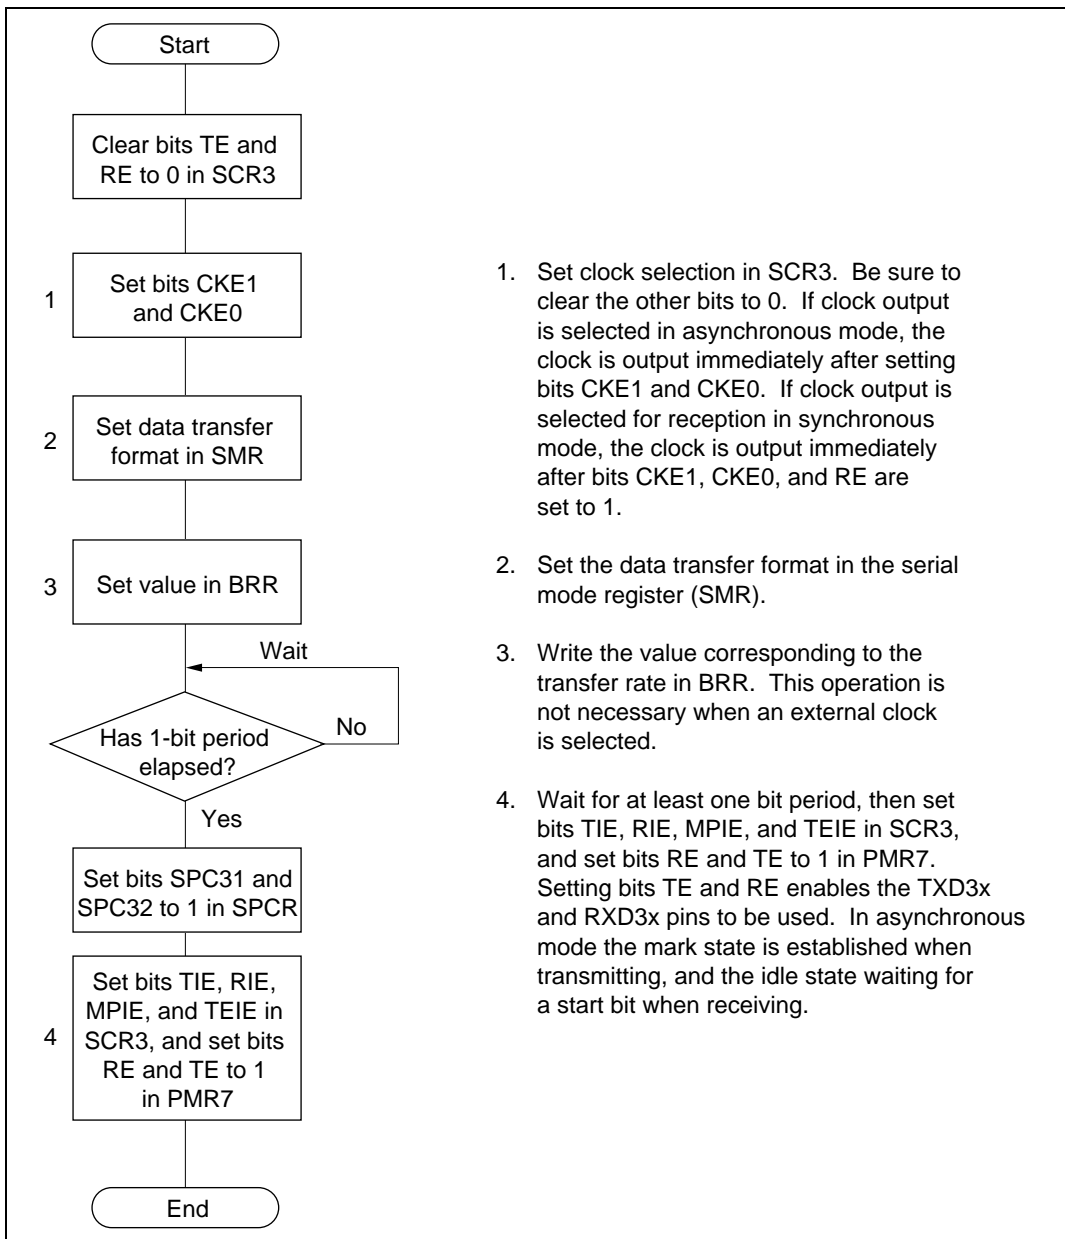 Start
Clear bits TE and
RE to 0 in SCR3
1
Set bits CKE1
and CKE0
2
Set data transfer
format in SMR
3
Set value in BRR
Wait
Has 1-bit period
elapsed?
No
Yes
Set bits SPC31 and
SPC32 to 1 in SPCR
4
Set bits TIE, RIE,
MPIE, and TEIE in
SCR3, and set bits
RE and TE to 1
in PMR7
End
1. Set clock selection in SCR3. Be sure to
clear the other bits to 0. If clock output
is selected in asynchronous mode, the
clock is output immediately after setting
bits CKE1 and CKE0. If clock output is
selected for reception in synchronous
mode, the clock is output immediately
after bits CKE1, CKE0, and RE are
set to 1.
2. Set the data transfer format in the serial
mode register (SMR).
3. Write the value corresponding to the
transfer rate in BRR. This operation is
not necessary when an external clock
is selected.
4. Wait for at least one bit period, then set
bits TIE, RIE, MPIE, and TEIE in SCR3,
and set bits RE and TE to 1 in PMR7.
Setting bits TE and RE enables the TXD3x
and RXD3x pins to be used. In asynchronous
mode the mark state is established when
transmitting, and the idle state waiting for
a start bit when receiving.